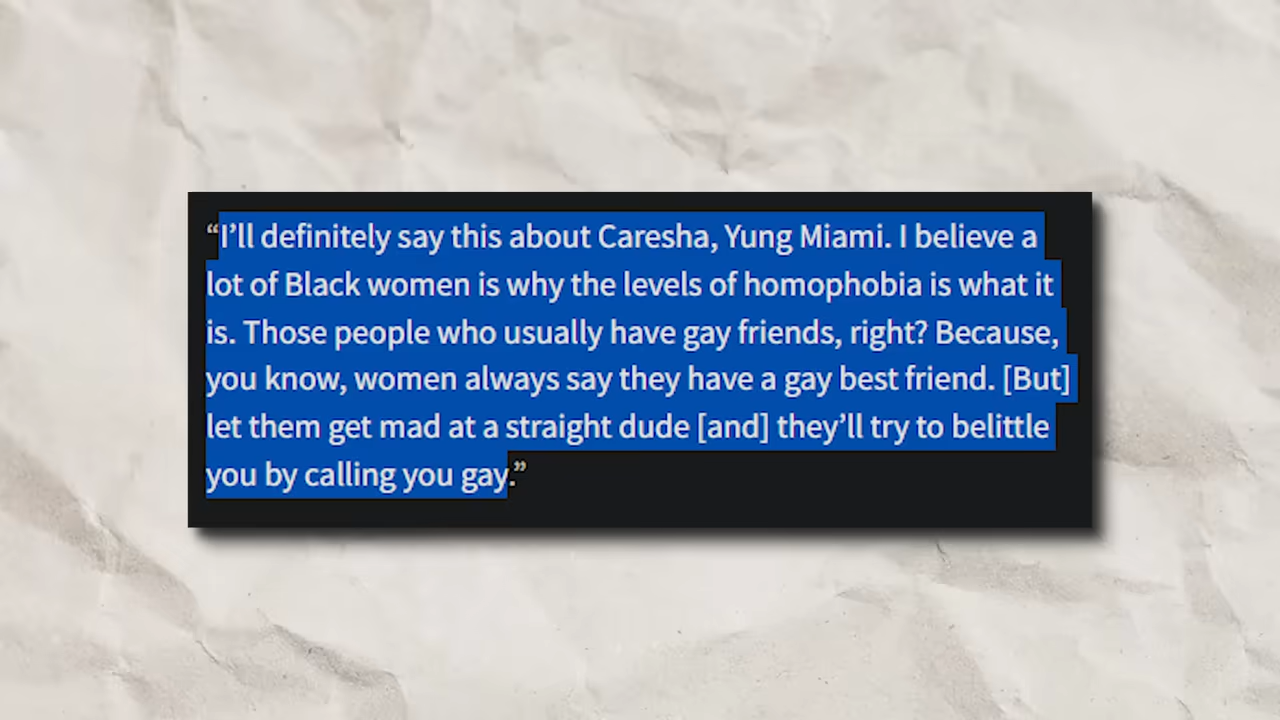 “I’ll definitely say this about Caresha, Yung Miami. I believe a
lot of Black women is why the levels of homophobia is what it
is. Those people who usually have gay friends, right? Because,
you know, women always say they have a gay best friend. [But]
let them get mad at a straight dude [and] they’ll try to belittle
you by calling you gay.”